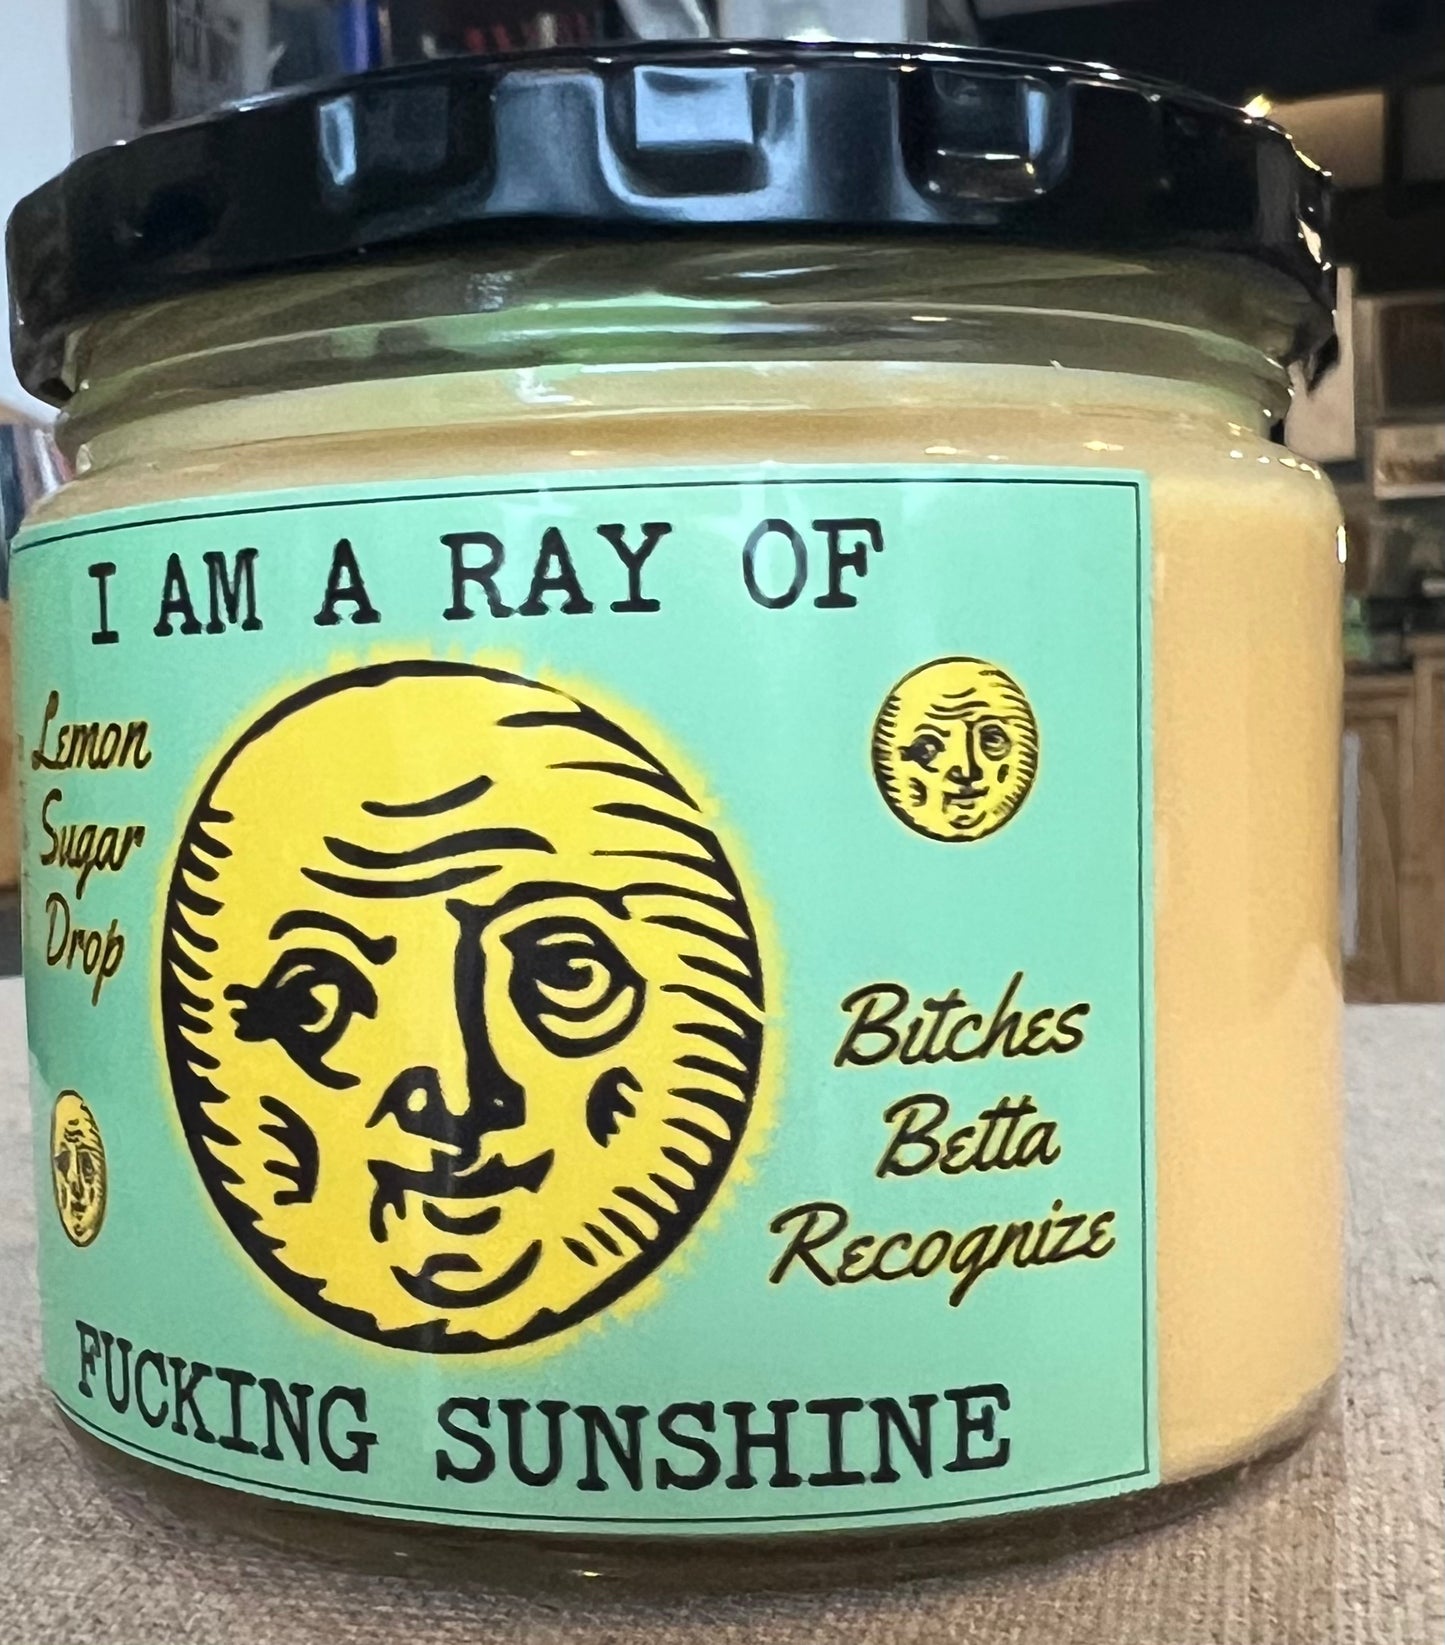 I AM A RAY OF
Lemon
Sugar
Drop
Bitches
Betta
Recognize
FUCKING SUNSHINE